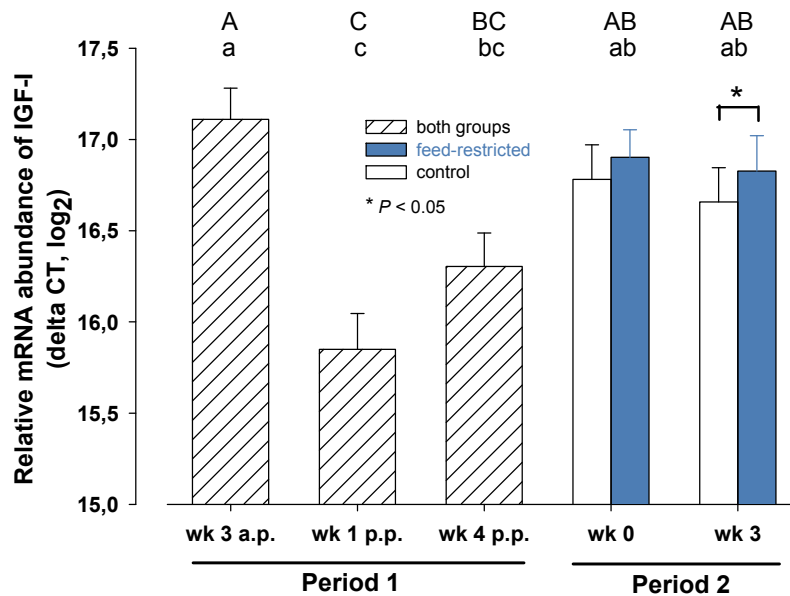 A C BC AB AB
a c bc ab ab
17,5
17,0
16,5
16,0
15,5
15,0
Relative mRNA abundance of IGF-I
(delta CT, log2)
both groups
feed-restricted
control
* P < 0.05
*
wk 3 a.p. wk 1 p.p. wk 4 p.p. wk 0 wk 3
Period 1 Period 2